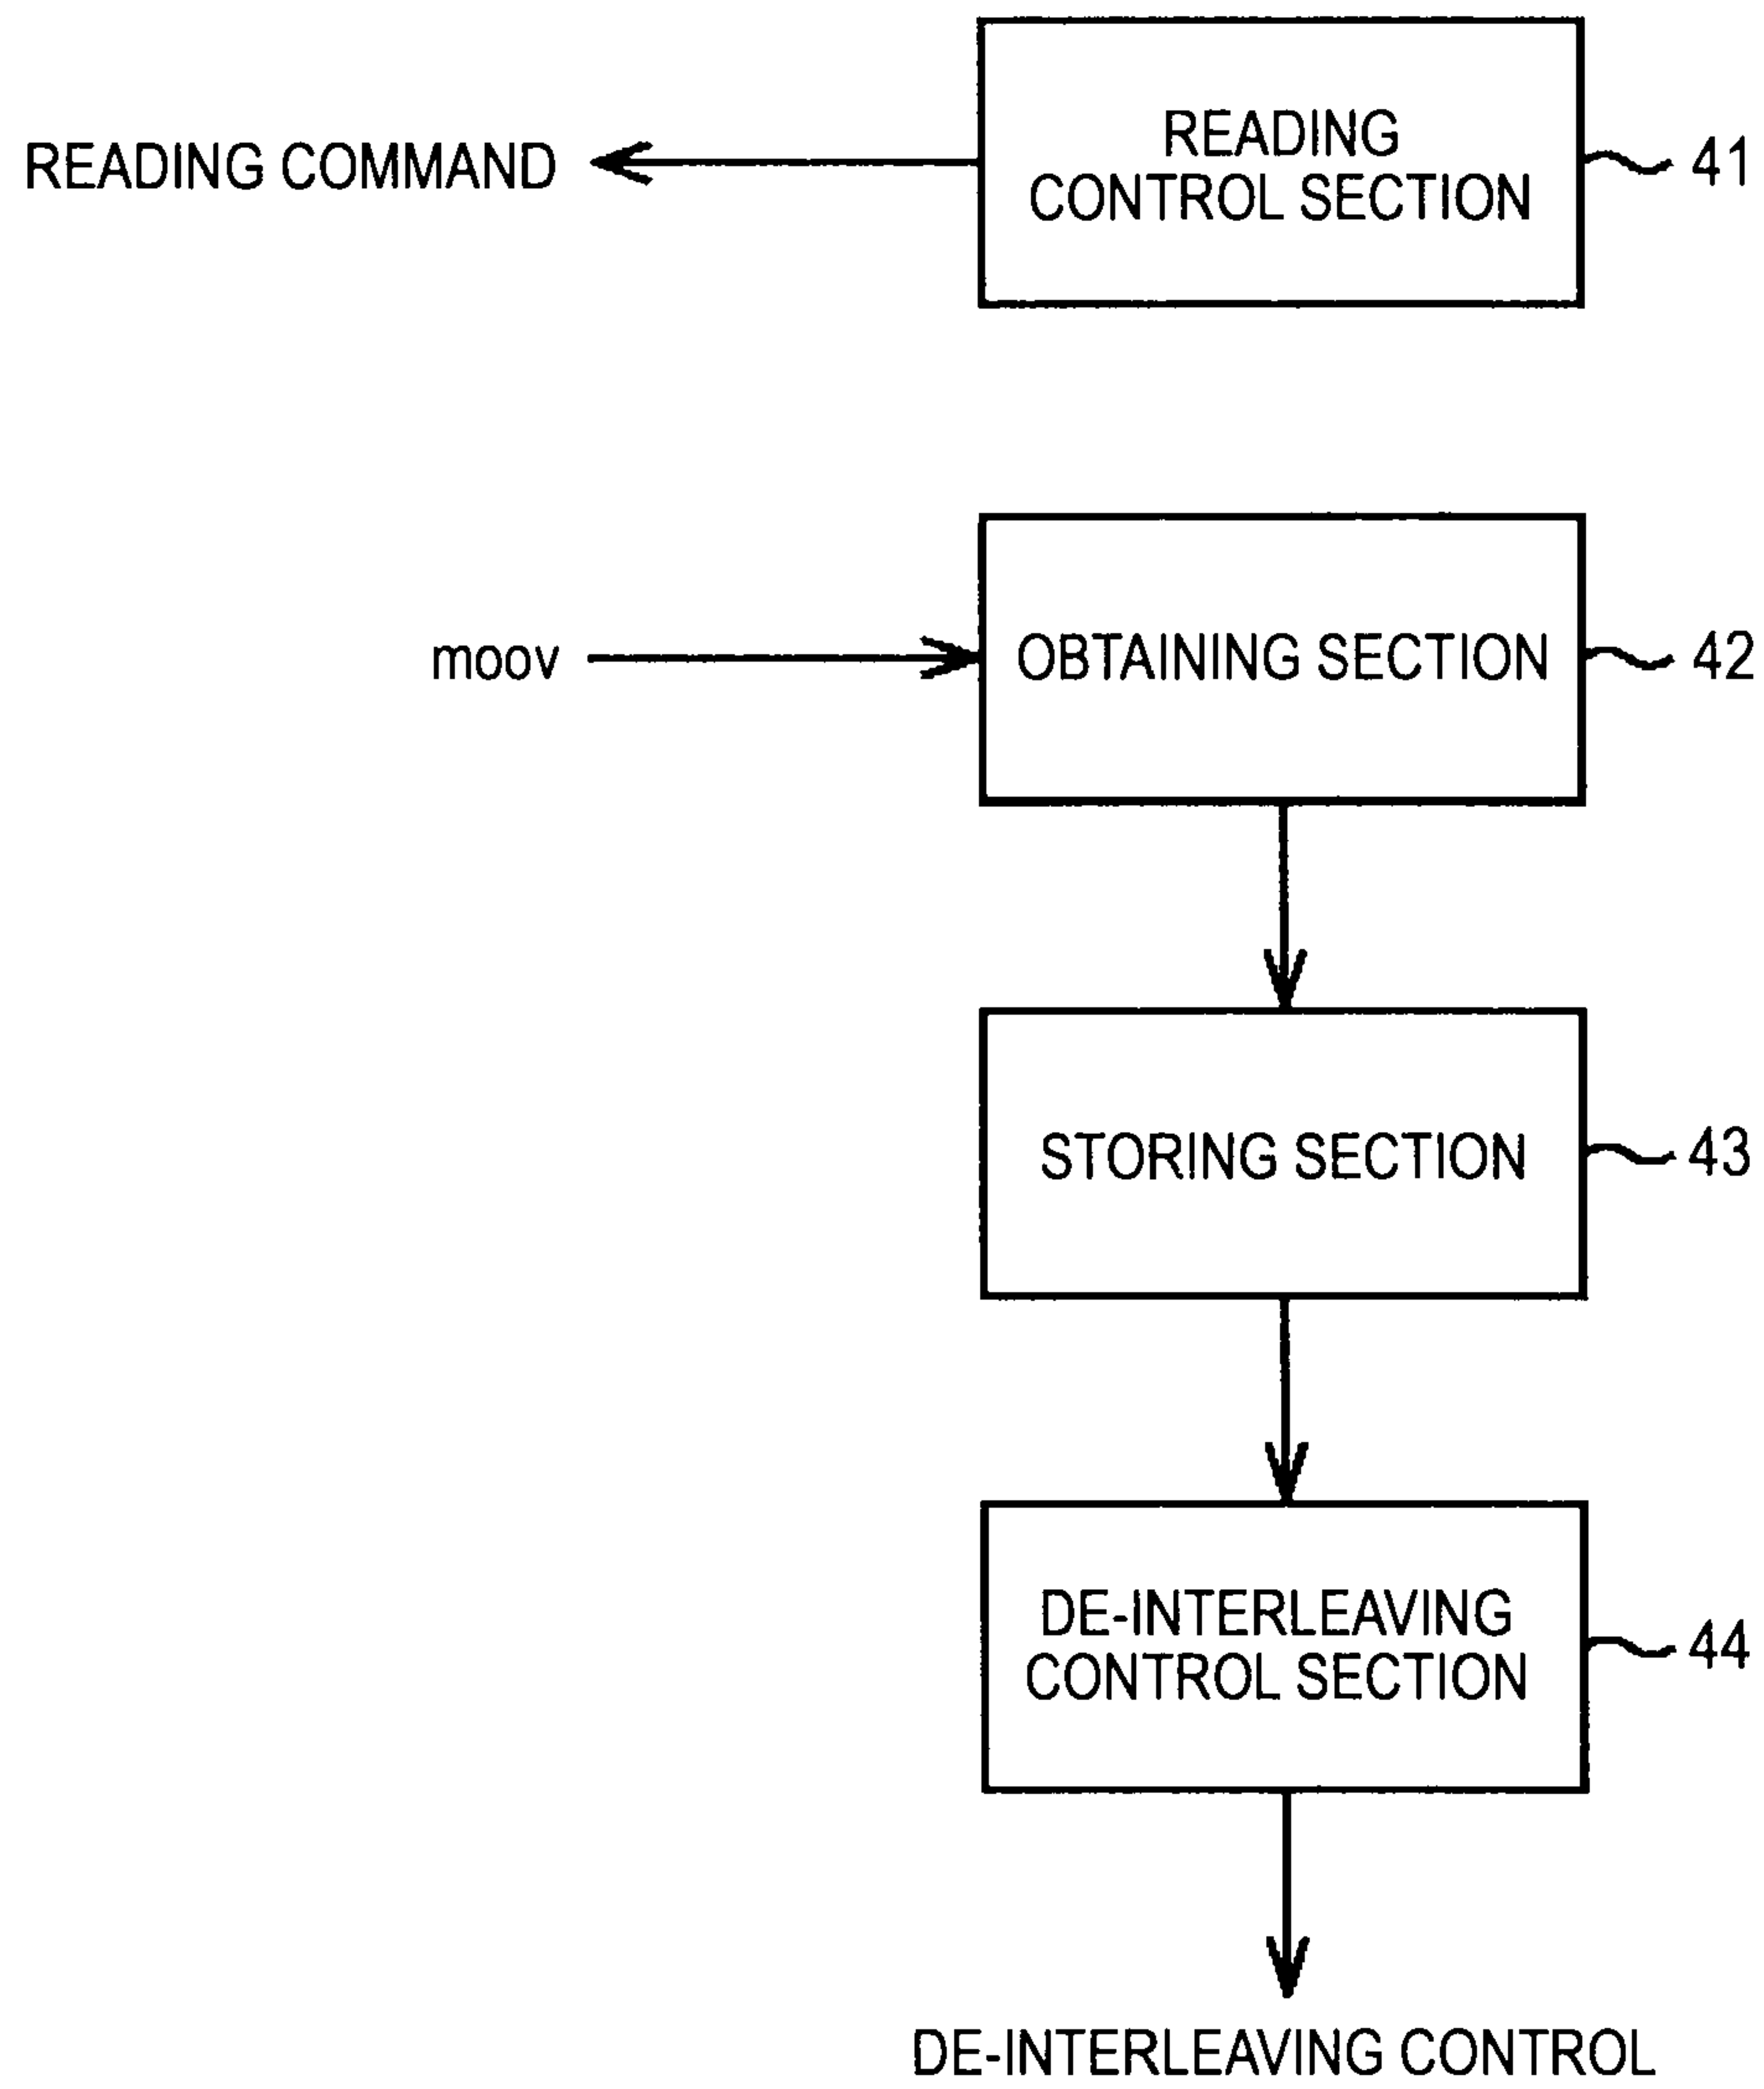 READING
CONTROL SECTION
41
READING COMMAND
moov
OBTAINING SECTION
42
STORING SECTION
43
DE-INTERLEAVING
CONTROL SECTION
44
DE-INTERLEAVING CONTROL